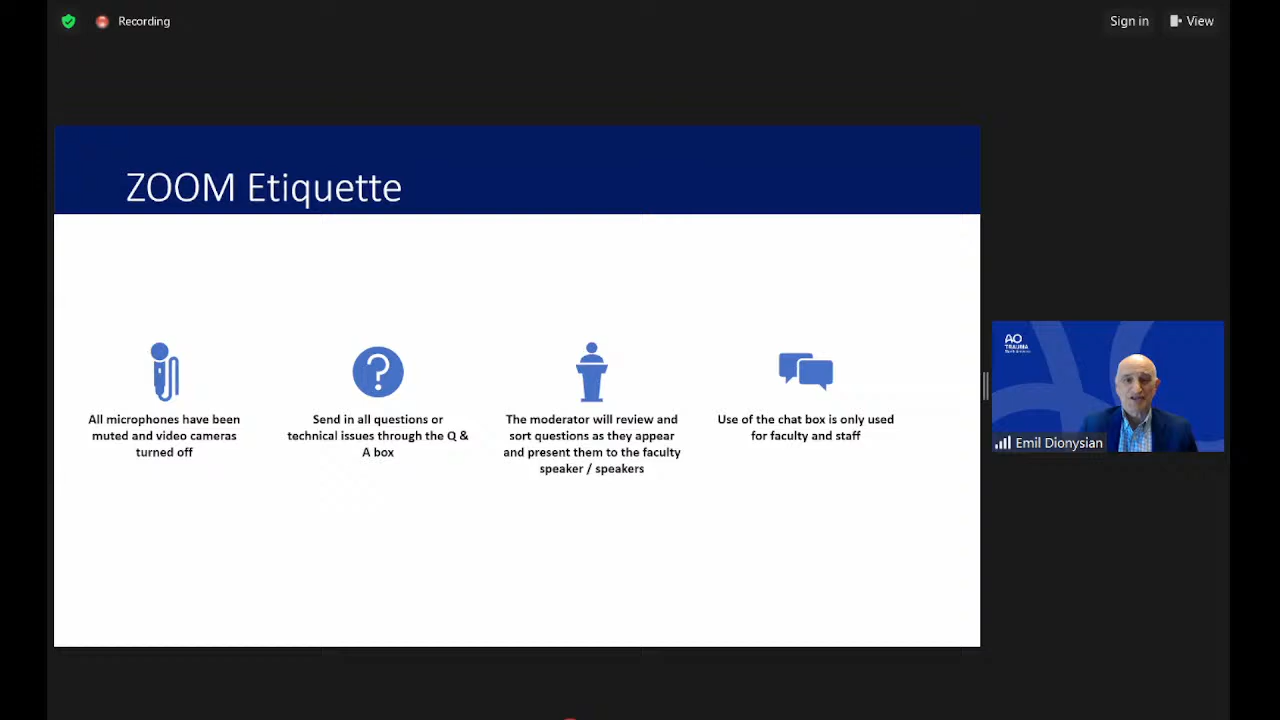 Recording
Sign in
View
ZOOM Etiquette
All microphones have been
muted and video cameras
turned off
Send in all questions or
technical issues through the Q &
A box
The moderator will review and
sort questions as they appear
and present them to the faculty
speaker / speakers
Use of the chat box is only used
for faculty and staff
AO
TRAUMA
North America
Emil Dionysian